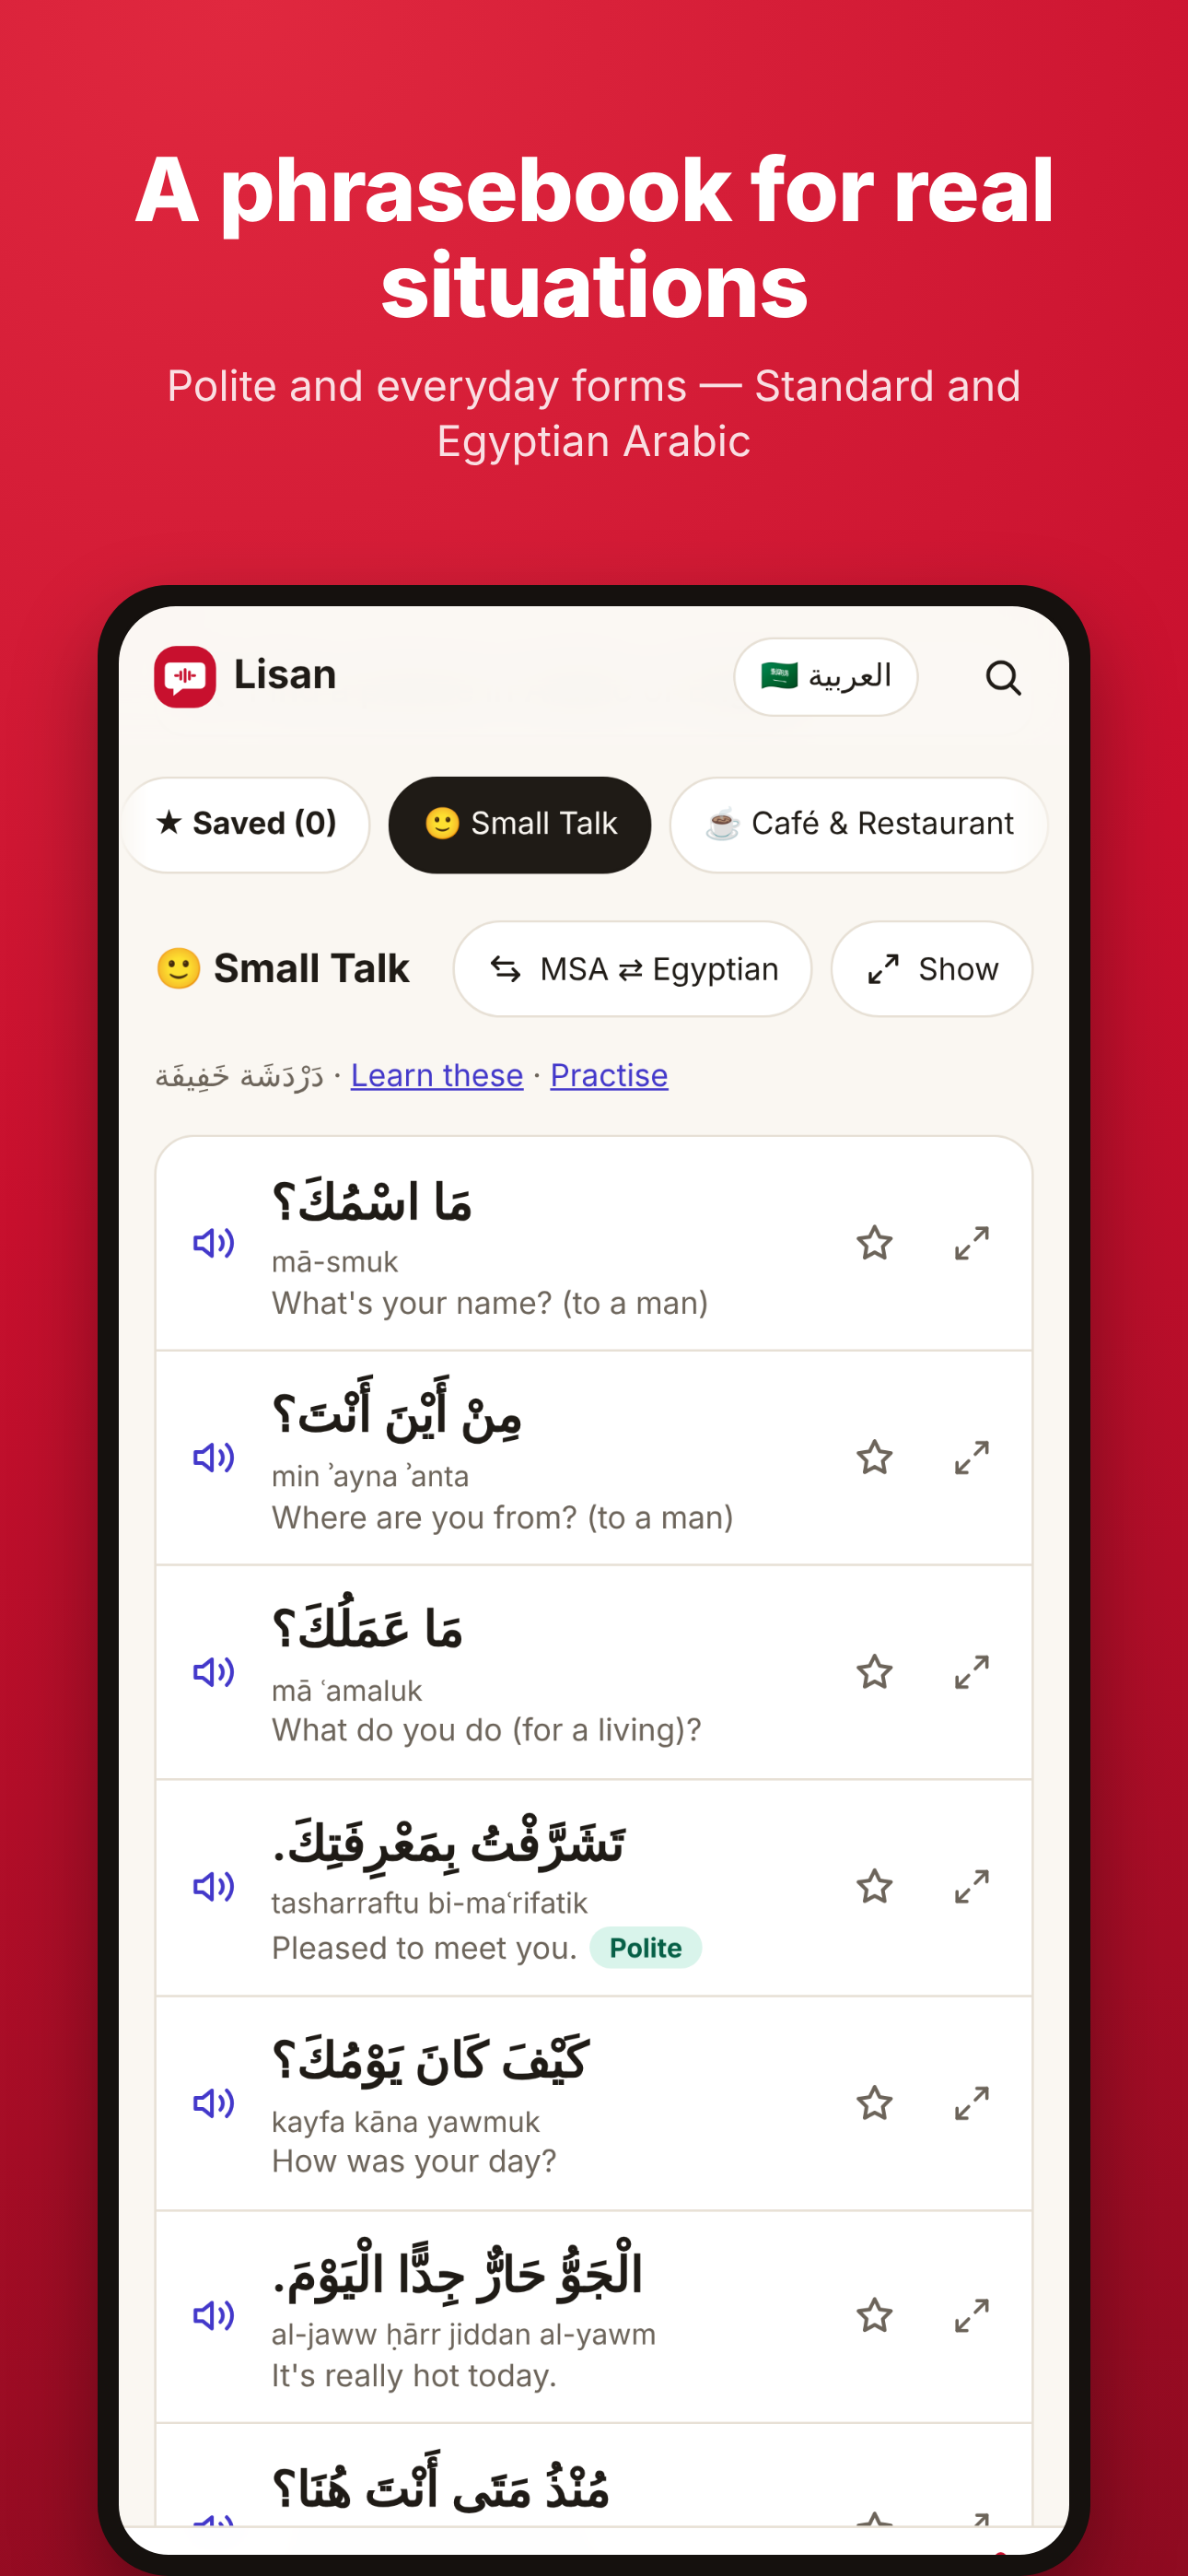 A phrasebook for real
situations
Polite and everyday forms — Standard and
Egyptian Arabic
Lisan
العربية
★ Saved (0)
🙂 Small Talk
☕ Café & Restaurant
🙂 Small Talk
MSA ⇄ Egyptian
Show
دَرْدَشَة خَفِيفَة · Learn these · Practise
مَا اسْمُكَ؟
mā-smuk
What's your name? (to a man)
مِنْ أَيْنَ أَنْتَ؟
min ʾayna ʾanta
Where are you from? (to a man)
مَا عَمَلُكَ؟
mā ʿamaluk
What do you do (for a living)?
تَشَرَّفْتُ بِمَعْرِفَتِكَ.
tasharraftu bi-maʿrifatik
Pleased to meet you. Polite
كَيْفَ كَانَ يَوْمُكَ؟
kayfa kāna yawmuk
How was your day?
الْجَوُّ حَارٌّ جِدًّا الْيَوْمَ.
al-jaww ḥārr jiddan al-yawm
It's really hot today.
مُنْذُ مَتَى أَنْتَ هُنَا؟